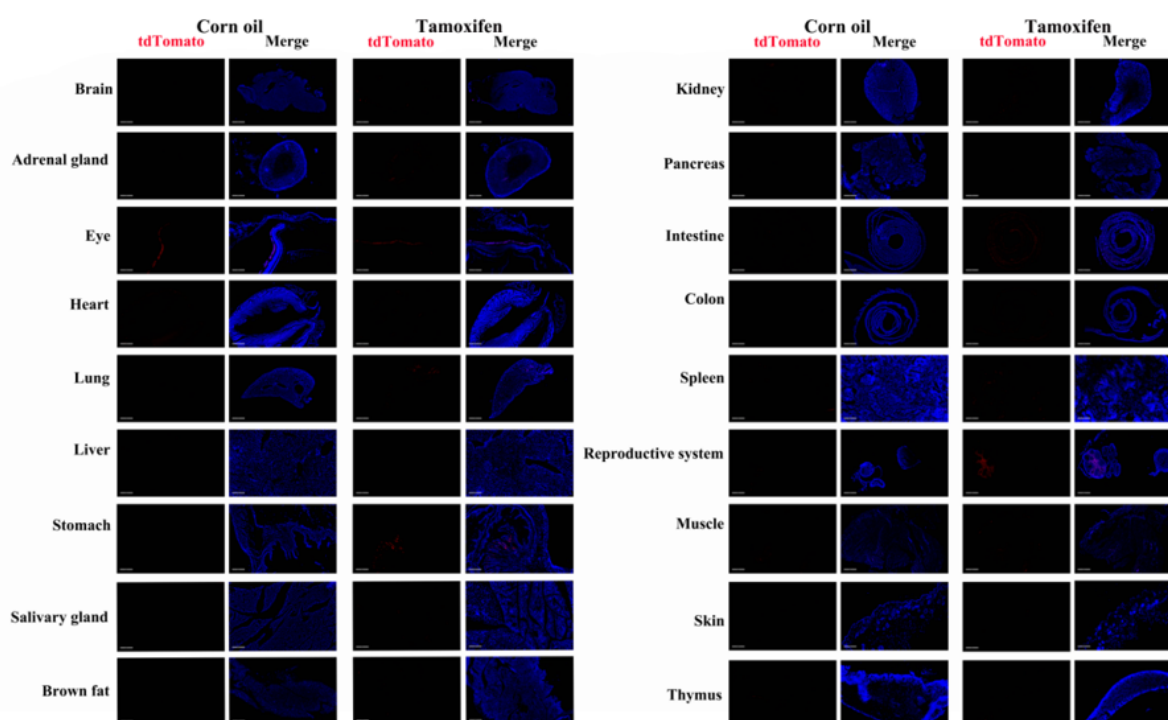 Corn oil Tamoxifen Corn oil Tamoxifen
tdTomato Merge tdTomato Merge tdTomato Merge tdTomato Merge
Brain Kidney
Adrenal gland Pancreas
Eye Intestine
Heart Colon
Lung Spleen
Liver Reproductive system
Stomach Muscle
Salivary gland Skin
Brown fat Thymus